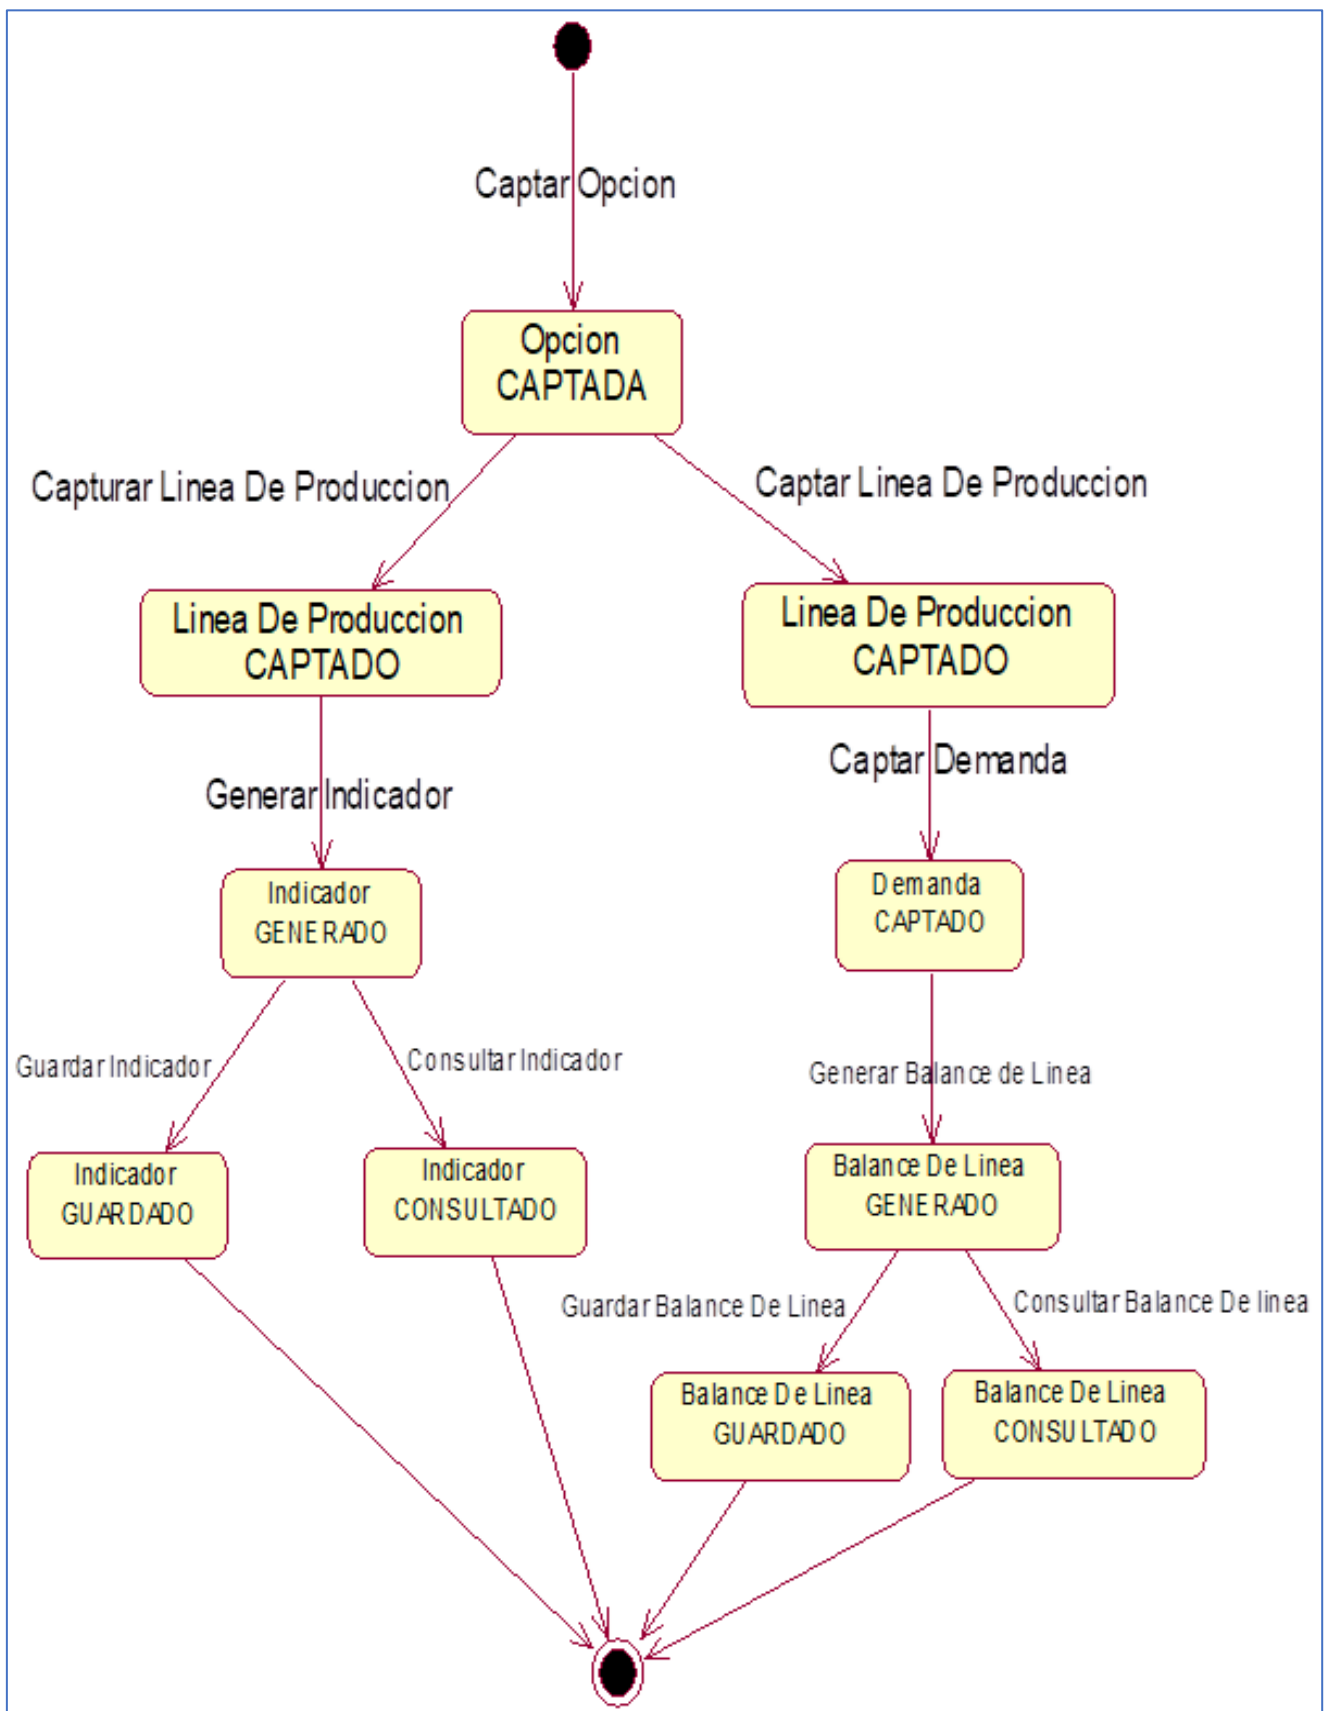 Captar Opcion
Opcion
CAPTADA
Capturar Linea De Produccion
Captar Linea De Produccion
Linea De Produccion
CAPTADO
Linea De Produccion
CAPTADO
Generar Indicador
Captar Demanda
Indicador
GENERADO
Demanda
CAPTADO
Guardar Indicador
Consultar Indicador
Generar Balance de Linea
Indicador
GUARDADO
Indicador
CONSULTADO
Balance De Linea
GENERADO
Guardar Balance De Linea
Consultar Balance De linea
Balance De Linea
GUARDADO
Balance De Linea
CONSULTADO